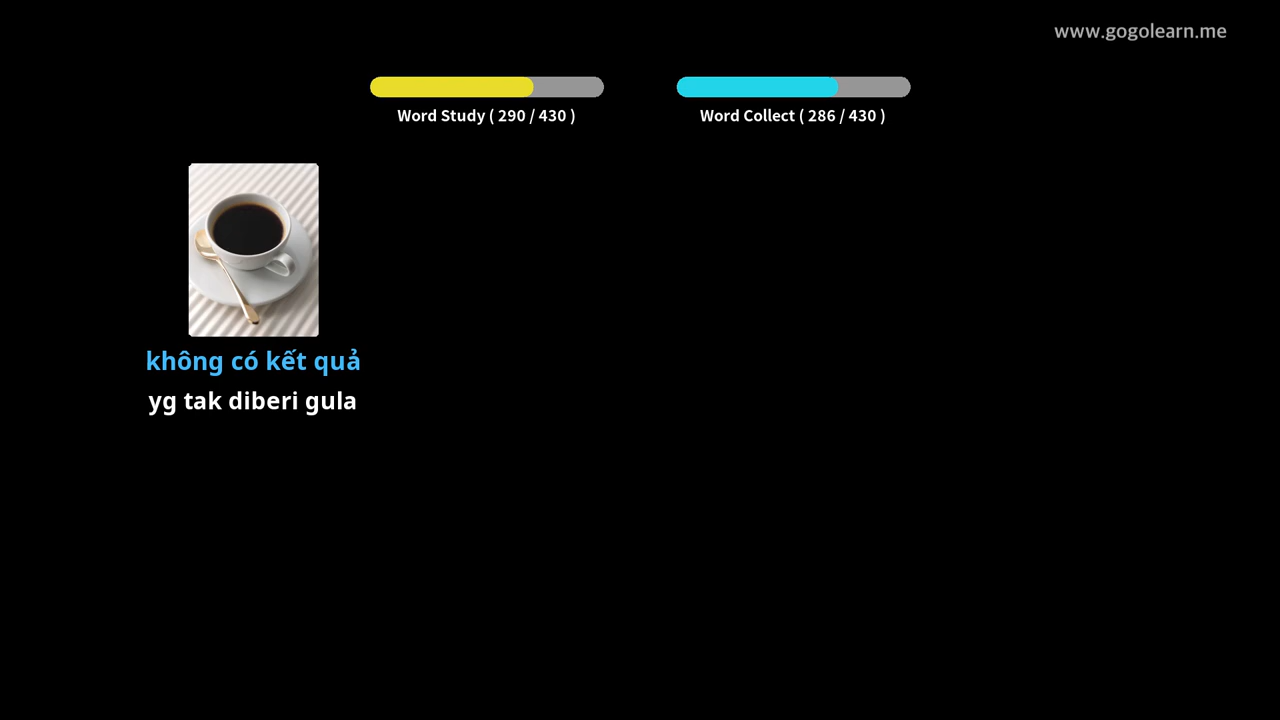 www.gogolearn.me
Word Study ( 290 / 430 )
Word Collect ( 286 / 430 )
không có kết quả
yg tak diberi gula